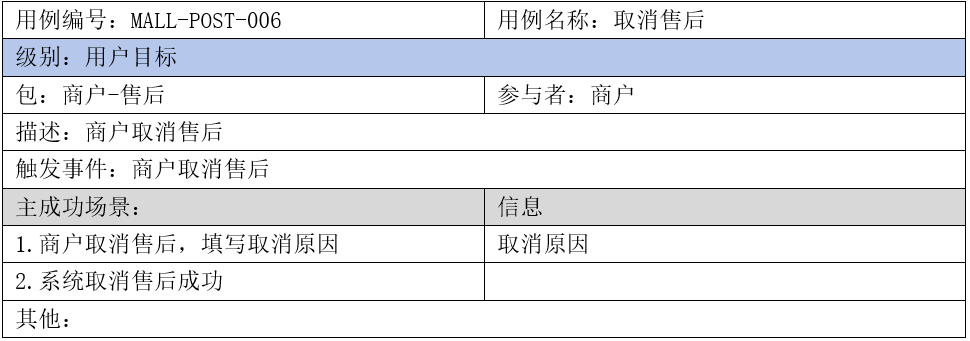 用例编号：MALL-POST-006
用例名称：取消售后
级别：用户目标
包：商户-售后
参与者：商户
描述：商户取消售后
触发事件：商户取消售后
主成功场景：
信息
1.商户取消售后，填写取消原因
取消原因
2.系统取消售后成功
其他：